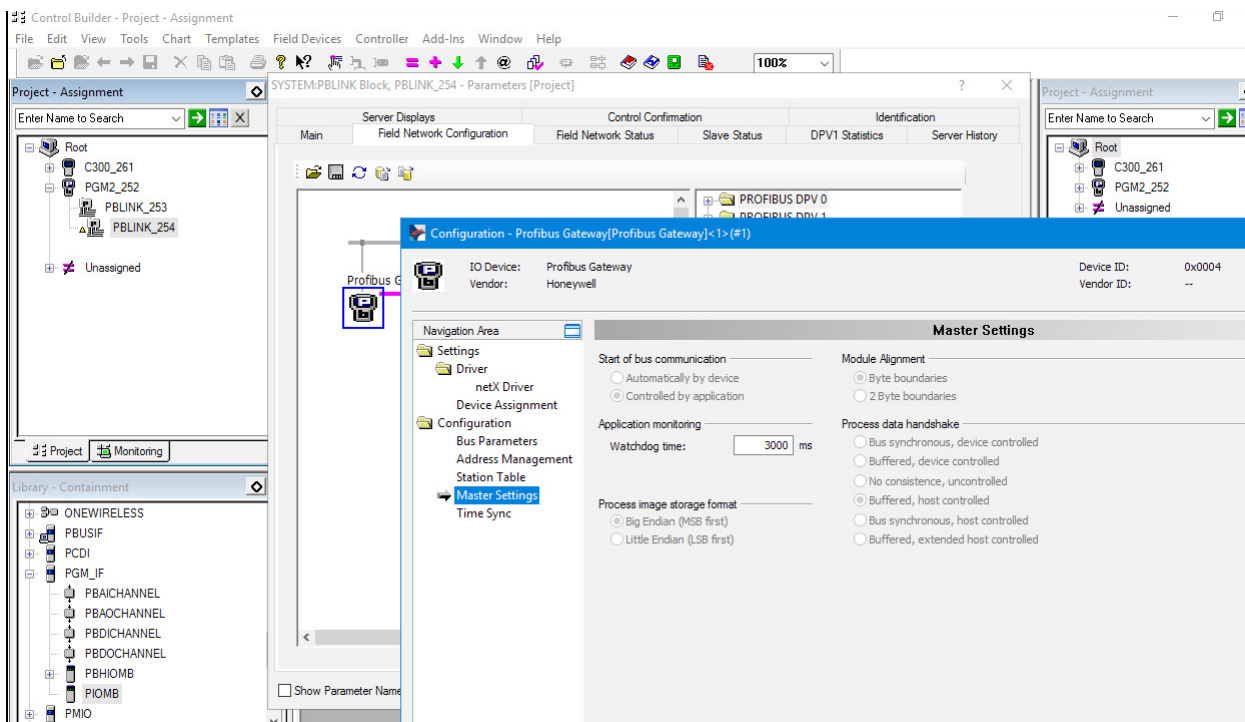 Control Builder - Project - Assignment
File Edit View Tools Chart Templates Field Devices Controller Add-Ins Window Help
100%
Project - Assignment
Enter Name to Search
Root
C300_261
PGM2_252
PBLINK_253
PBLINK_254
Unassigned
Project Monitoring
Library - Containment
ONEWIRELESS
PBUSIF
PCDI
PGM_IF
PBAICHANNEL
PBAOCHANNEL
PBDICHANNEL
PBDOCHANNEL
PBHIOMB
PIOMB
PMIO
SYSTEM:PBLINK Block, PBLINK_254 - Parameters [Project]
Server Displays Control Confirmation Identification
Main Field Network Configuration Field Network Status Slave Status DPV1 Statistics Server History
PROFIBUS DPV 0
PROFIBUS DPV 1
Profibus G
Show Parameter Name
Project - Assignment
Enter Name to Search
Root
C300_261
PGM2_252
Unassigned
Configuration - Profibus Gateway[Profibus Gateway]<1>(#1)
IO Device: Profibus Gateway
Vendor: Honeywell
Device ID: 0x0004
Vendor ID: --
Navigation Area
Settings
Driver
netX Driver
Device Assignment
Configuration
Bus Parameters
Address Management
Station Table
Master Settings
Time Sync
Master Settings
Start of bus communication
Automatically by device
Controlled by application
Application monitoring
Watchdog time: 3000 ms
Process image storage format
Big Endian (MSB first)
Little Endian (LSB first)
Module Alignment
Byte boundaries
2 Byte boundaries
Process data handshake
Bus synchronous, device controlled
Buffered, device controlled
No consistence, uncontrolled
Buffered, host controlled
Bus synchronous, host controlled
Buffered, extended host controlled